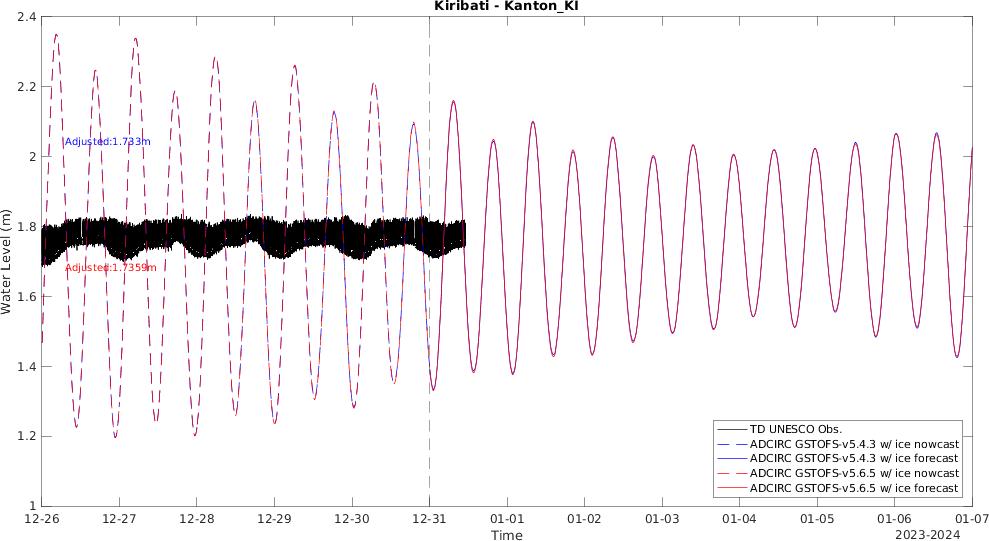 Kiribati - Kanton_KI
2.4
2.2
2
1.8
1.6
1.4
1.2
1
Water Level (m)
Adjusted:1.733m
Adjusted:1.7359m
TD UNESCO Obs.
ADCIRC GSTOFS-v5.4.3 w/ ice nowcast
ADCIRC GSTOFS-v5.4.3 w/ ice forecast
ADCIRC GSTOFS-v5.6.5 w/ ice nowcast
ADCIRC GSTOFS-v5.6.5 w/ ice forecast
12-26 12-27 12-28 12-29 12-30 12-31 01-01 01-02 01-03 01-04 01-05 01-06 01-07
Time
2023-2024